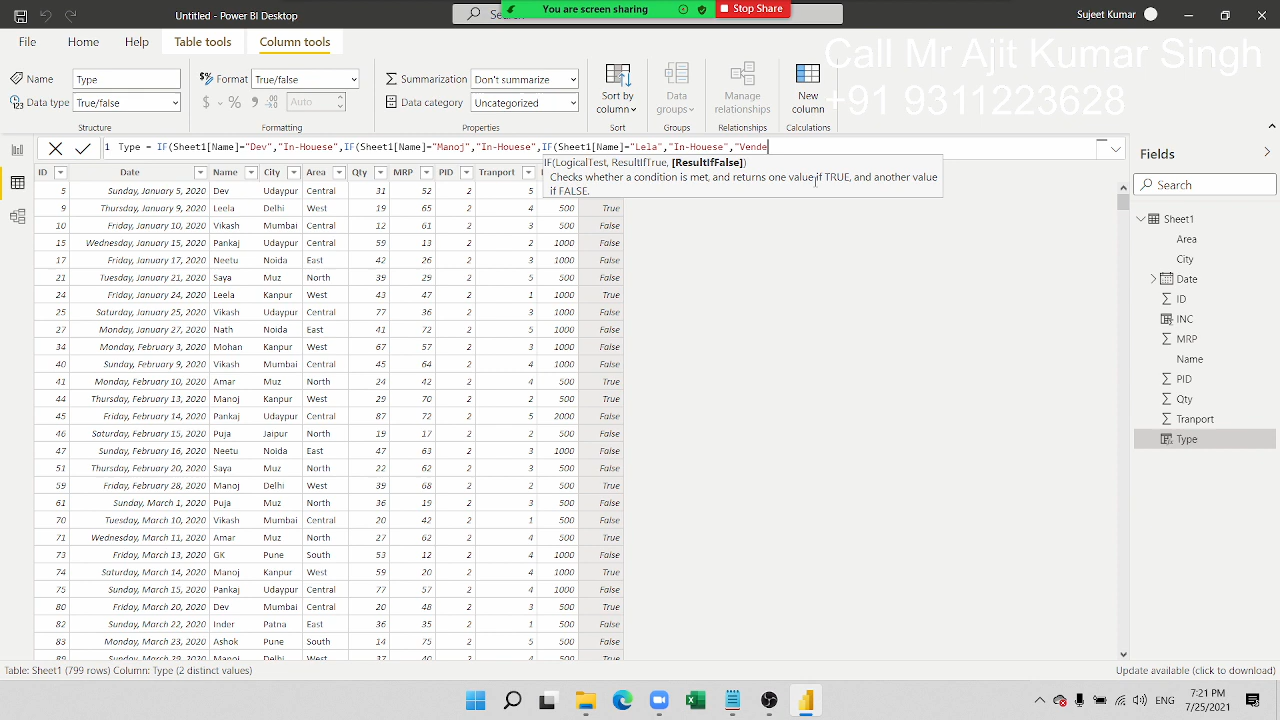 You are screen sharing
Stop Share
Untitled - Power BI Desktop
Sujeet Kumar
File Home Help Table tools Column tools
Call Mr Ajit Kumar Singh
+91 9311223628
Name Type
Data type True/false
Structure
Format True/false
$ % Auto
Formatting
Summarization Don't summarize
Data category Uncategorized
Properties
Sort by column
Sort
Data groups
Groups
Manage relationships
Relationships
New column
Calculations
1 Type = IF(Sheet1[Name]="Dev","In-Houese",IF(Sheet1[Name]="Manoj","In-Houese",IF(Sheet1[Name]="Lela","In-Houese","Vende
IF(LogicalTest, ResultIfTrue, [ResultIfFalse])
Checks whether a condition is met, and returns one value if TRUE, and another value if FALSE.
ID Date Name City Area Qty MRP PID Tranport
5 Sunday, January 5, 2020 Dev Udaypur Central 31 52 2 5
9 Thursday, January 9, 2020 Leela Delhi West 19 65 2 4 500 True
10 Friday, January 10, 2020 Vikash Mumbai Central 12 61 2 3 500 False
15 Wednesday, January 15, 2020 Pankaj Udaypur Central 59 13 2 2 1000 False
17 Friday, January 17, 2020 Neetu Noida East 42 26 2 3 1000 False
21 Tuesday, January 21, 2020 Saya Muz North 39 29 2 5 500 False
24 Friday, January 24, 2020 Leela Kanpur West 43 47 2 1 1000 True
25 Saturday, January 25, 2020 Vikash Udaypur Central 77 36 2 3 1000 False
27 Monday, January 27, 2020 Nath Noida East 41 72 2 5 1000 False
34 Monday, February 3, 2020 Mohan Kanpur West 67 57 2 3 1000 False
40 Sunday, February 9, 2020 Vikash Mumbai Central 45 64 2 4 1000 False
41 Monday, February 10, 2020 Amar Muz North 24 42 2 4 500 True
44 Thursday, February 13, 2020 Manoj Kanpur West 29 70 2 2 500 True
45 Friday, February 14, 2020 Pankaj Udaypur Central 87 72 2 5 2000 False
46 Saturday, February 15, 2020 Puja Jaipur North 19 17 2 2 500 False
47 Sunday, February 16, 2020 Neetu Noida East 47 63 2 3 1000 False
51 Thursday, February 20, 2020 Saya Muz North 22 62 2 3 500 False
59 Friday, February 28, 2020 Manoj Delhi West 39 68 2 2 500 True
61 Sunday, March 1, 2020 Puja Muz North 36 19 2 3 500 False
70 Tuesday, March 10, 2020 Vikash Mumbai Central 20 42 2 1 500 False
71 Wednesday, March 11, 2020 Amar Muz North 27 62 2 4 500 True
73 Friday, March 13, 2020 GK Pune South 53 12 2 4 1000 False
74 Saturday, March 14, 2020 Manoj Kanpur West 59 20 2 4 1000 True
75 Sunday, March 15, 2020 Pankaj Udaypur Central 77 57 2 4 1000 False
80 Friday, March 20, 2020 Dev Mumbai Central 20 48 2 3 500 True
82 Sunday, March 22, 2020 Inder Patna East 36 35 2 1 500 False
83 Monday, March 23, 2020 Ashok Pune South 14 75 2 5 500 False
Manoj Delhi West 500 True
Fields
Search
Sheet1
Area
City
Date
ID
INC
MRP
Name
PID
Qty
Tranport
Type
Table: Sheet1 (799 rows) Column: Type (2 distinct values)
Update available (click to download)
ENG
7:21 PM
7/25/2021